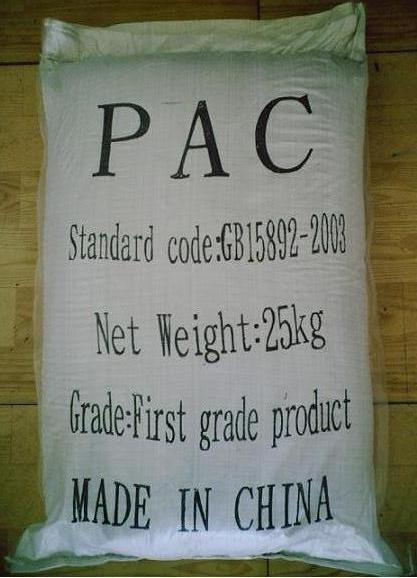 PAC
Standard code:GB15892-2003
Net Weight:25kg
Grade:First grade product
MADE IN CHINA